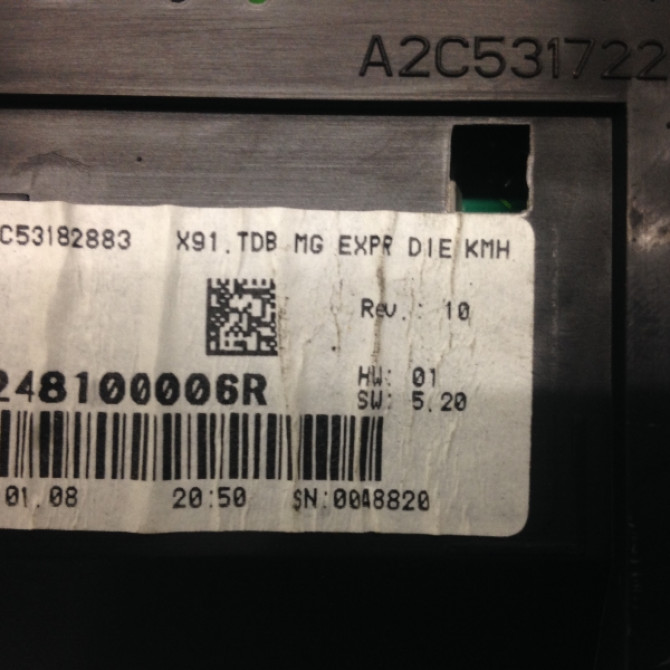 A2C531722
C53182883 X91.TDB MG EXPR DIE KMH
Rev.: 10
248100006R
HW: 01
SW: 5.20
01.08 20:50 SN:0048820